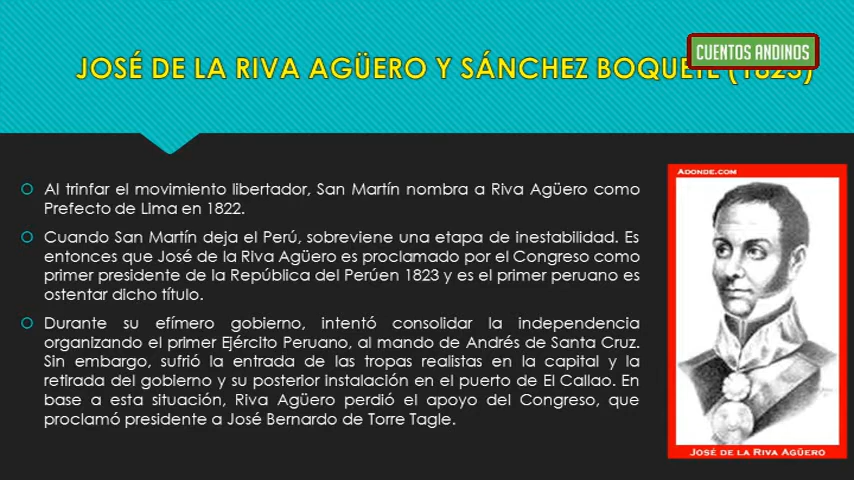 CUENTOS ANDINOS
JOSÉ DE LA RIVA AGÜERO Y SÁNCHEZ BOQUETE (1823)
Al trinfar el movimiento libertador, San Martín nombra a Riva Agüero como
Prefecto de Lima en 1822.
Cuando San Martín deja el Perú, sobreviene una etapa de inestabilidad. Es
entonces que José de la Riva Agüero es proclamado por el Congreso como
primer presidente de la República del Perúen 1823 y es el primer peruano es
ostentar dicho título.
Durante su efímero gobierno, intentó consolidar la independencia
organizando el primer Ejército Peruano, al mando de Andrés de Santa Cruz.
Sin embargo, sufrió la entrada de las tropas realistas en la capital y la
retirada del gobierno y su posterior instalación en el puerto de El Callao. En
base a esta situación, Riva Agüero perdió el apoyo del Congreso, que
proclamó presidente a José Bernardo de Torre Tagle.
ADONDE.COM
JOSÉ DE LA RIVA AGÜERO